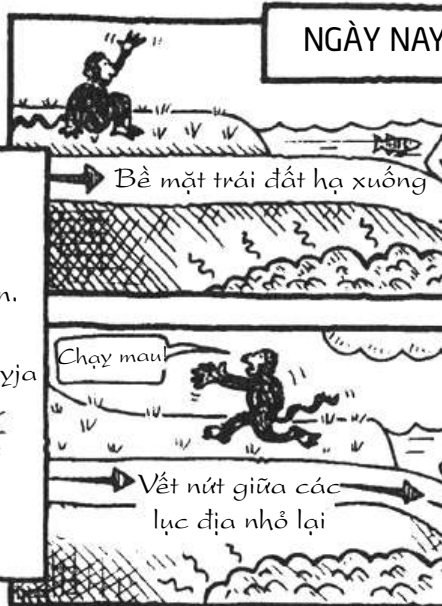 NGÀY NAY
Bề mặt trái đất hạ xuống
Chạy mau
Vết nứt giữa các
lục địa nhỏ lại